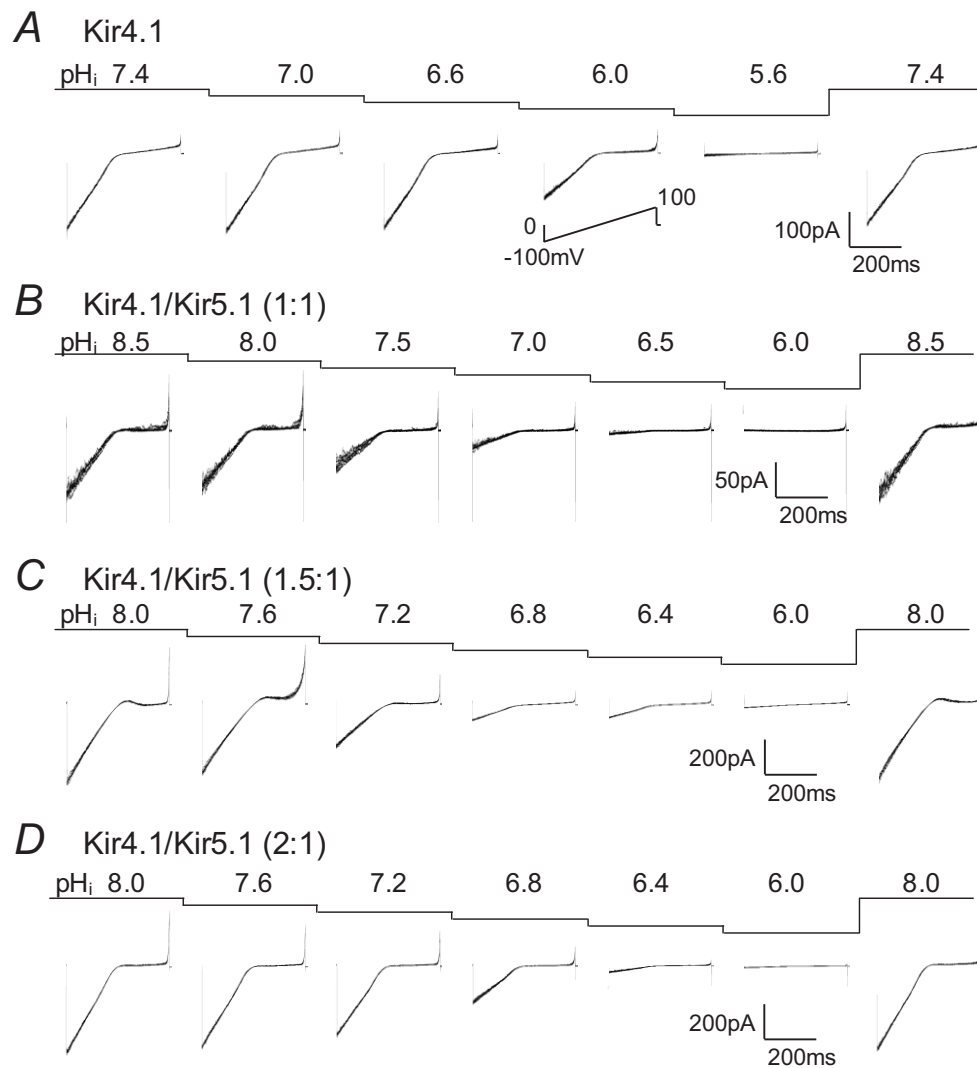 A Kir4.1
pHi 7.4 7.0 6.6 6.0 5.6 7.4
0 100
-100mV
100pA
200ms
B Kir4.1/Kir5.1 (1:1)
pHi 8.5 8.0 7.5 7.0 6.5 6.0 8.5
50pA
200ms
C Kir4.1/Kir5.1 (1.5:1)
pHi 8.0 7.6 7.2 6.8 6.4 6.0 8.0
200pA
200ms
D Kir4.1/Kir5.1 (2:1)
pHi 8.0 7.6 7.2 6.8 6.4 6.0 8.0
200pA
200ms